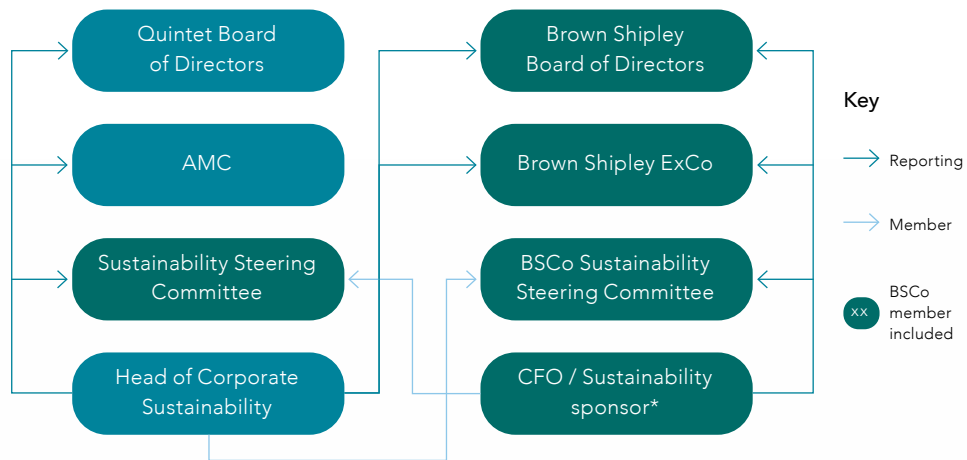 Quintet Board
of Directors
Brown Shipley
Board of Directors
AMC
Brown Shipley ExCo
Sustainability Steering
Committee
BSCo Sustainability
Steering Committee
Head of Corporate
Sustainability
CFO / Sustainability
sponsor*
Key
Reporting
Member
xx
BSCo
member
included